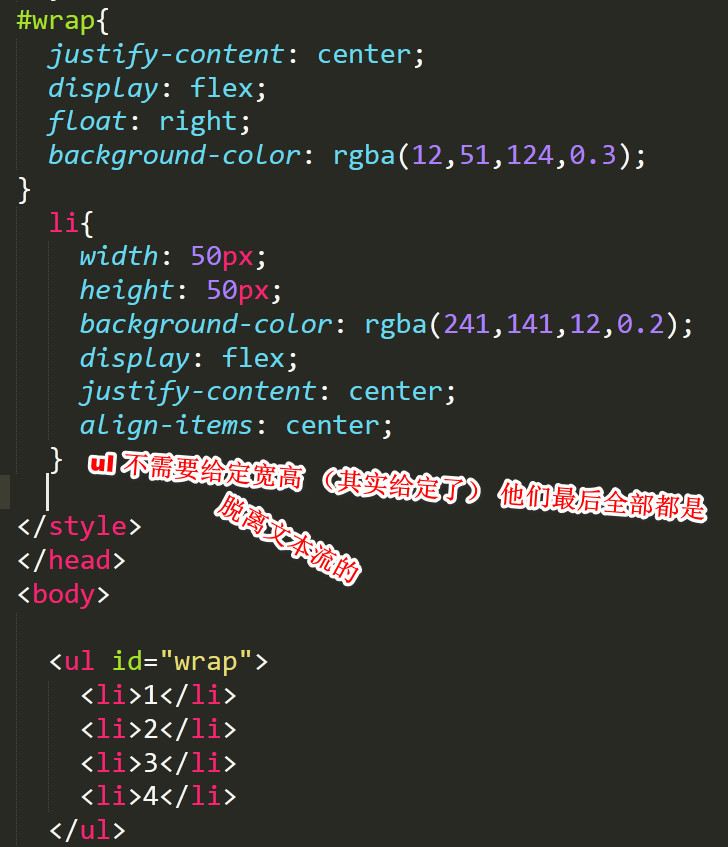 #wrap{
justify-content: center;
display: flex;
float: right;
background-color: rgba(12,51,124,0.3);
}
li{
width: 50px;
height: 50px;
background-color: rgba(241,141,12,0.2);
display: flex;
justify-content: center;
align-items: center;
}
ul 不需要给定宽高 （其实给定了） 他们最后全部都是
脱离文本流的
</style>
</head>
<body>
<ul id="wrap">
<li>1</li>
<li>2</li>
<li>3</li>
<li>4</li>
</ul>